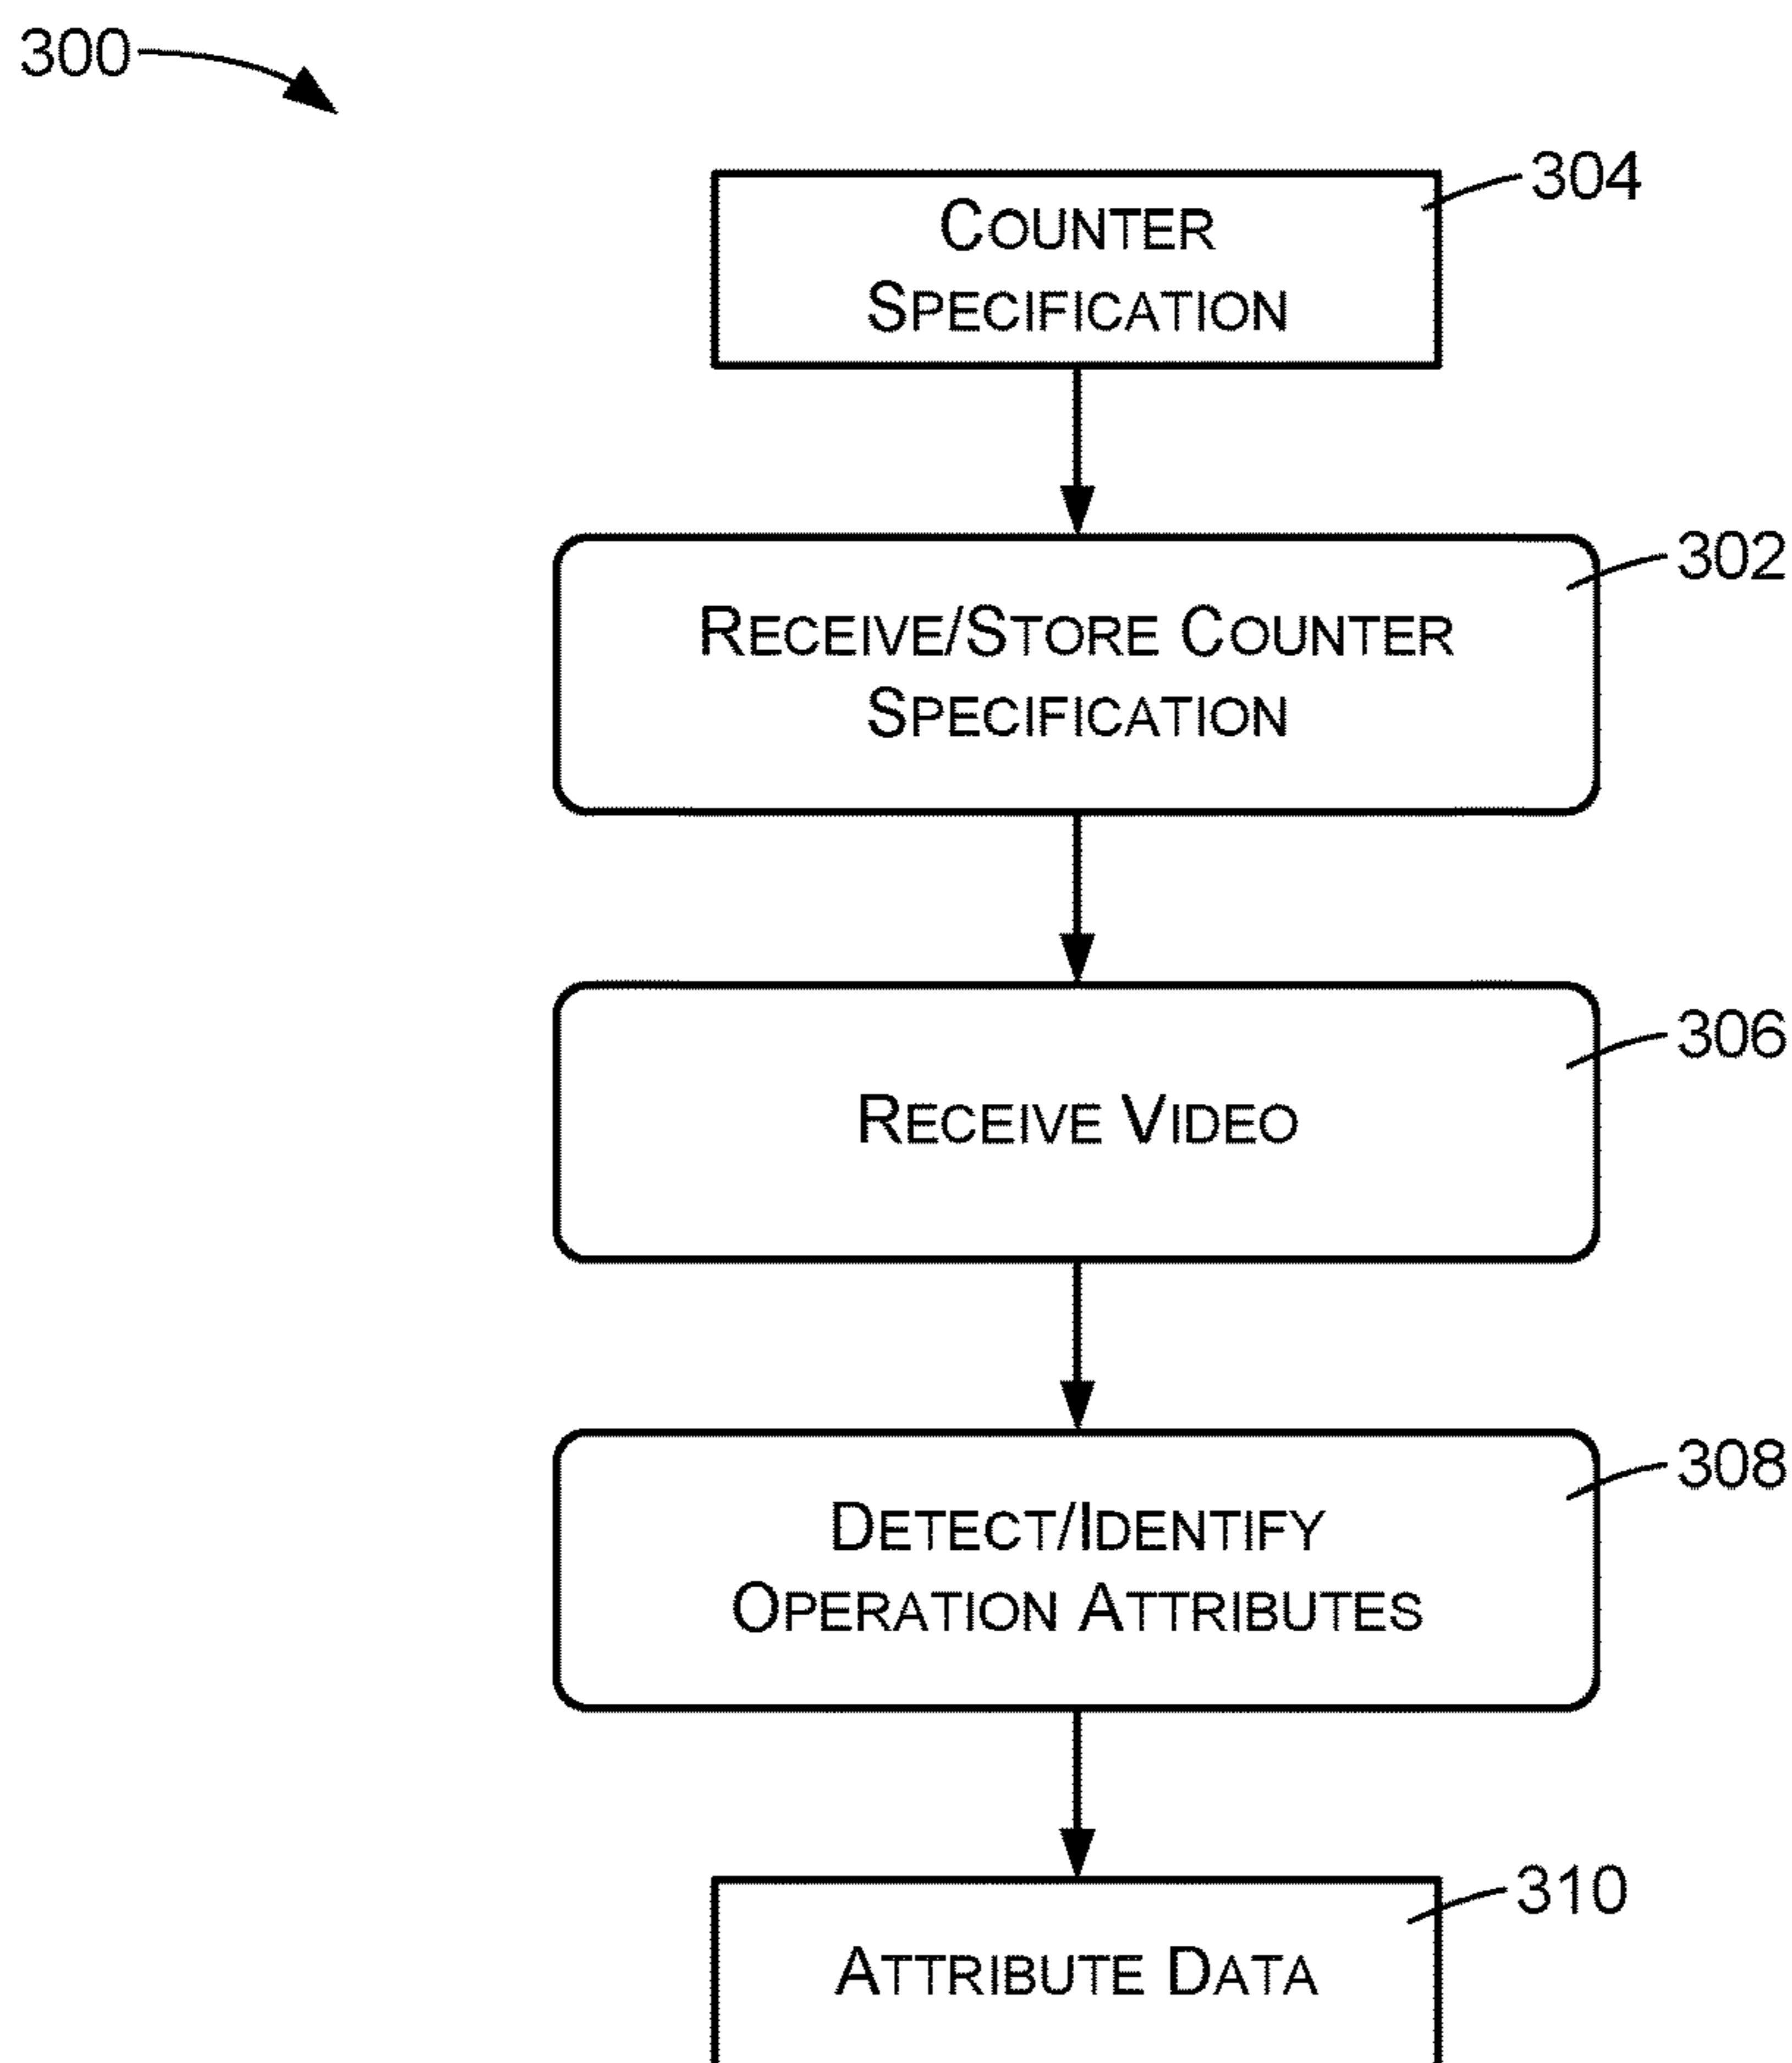 300
304
COUNTER
SPECIFICATION
302
RECEIVE/STORE COUNTER
SPECIFICATION
306
RECEIVE VIDEO
308
DETECT/IDENTIFY
OPERATION ATTRIBUTES
310
ATTRIBUTE DATA